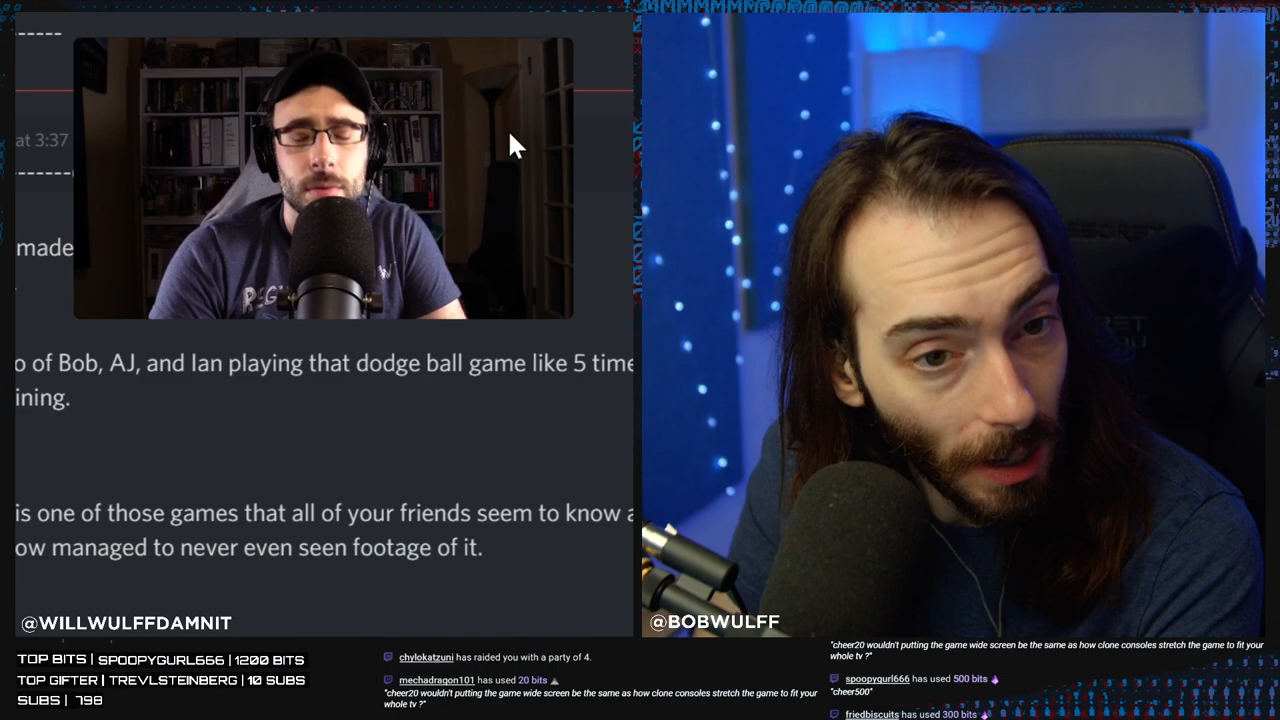 at 3:37
made
o of Bob, AJ, and Ian playing that dodge ball game like 5 time
ining.
is one of those games that all of your friends seem to know a
ow managed to never even seen footage of it.
@WILLWULFFDAMNIT
@BOBWULFF
TOP BITS | SPOOPYGURL666 | 1200 BITS
TOP GIFTER | TREVLSTEINBERG | 10 SUBS
SUBS | 798
chylokatzuni has raided you with a party of 4.
mechadragon101 has used 20 bits
"cheer20 wouldn't putting the game wide screen be the same as how clone consoles stretch the game to fit your
whole tv ?"
"cheer20 wouldn't putting the game wide screen be the same as how clone consoles stretch the game to fit your
whole tv ?"
spoopygurl666 has used 500 bits
"cheer500"
friedbiscuits has used 300 bits